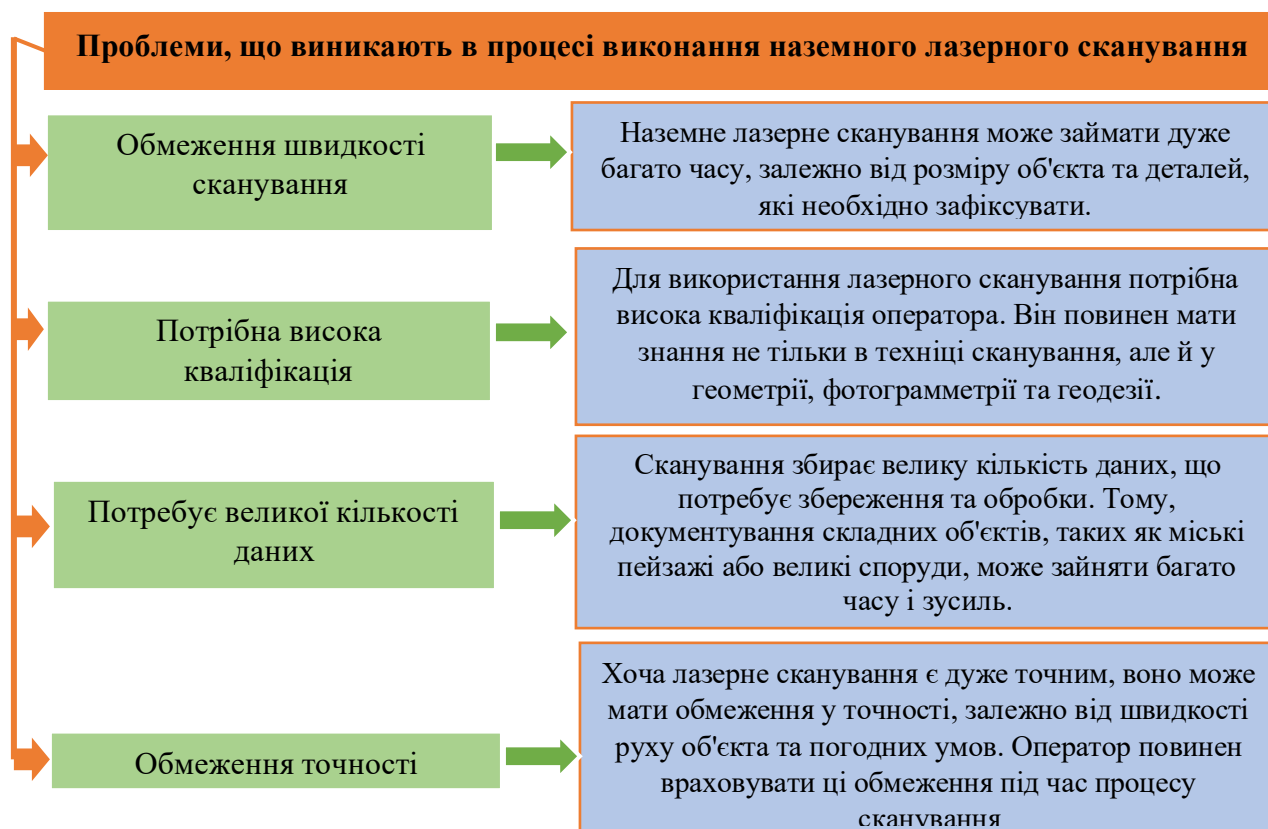 Проблеми, що виникають в процесі виконання наземного лазерного сканування
Обмеження швидкості
сканування
Наземне лазерне сканування може займати дуже
багато часу, залежно від розміру об'єкта та деталей,
які необхідно зафіксувати.
Потрібна висока
кваліфікація
Для використання лазерного сканування потрібна
висока кваліфікація оператора. Він повинен мати
знання не тільки в техніці сканування, але й у
геометрії, фотограмметрії та геодезії.
Потребує великої кількості
даних
Сканування збирає велику кількість даних, що
потребує збереження та обробки. Тому,
документування складних об'єктів, таких як міські
пейзажі або великі споруди, може зайняти багато
часу і зусиль.
Обмеження точності
Хоча лазерне сканування є дуже точним, воно може
мати обмеження у точності, залежно від швидкості
руху об'єкта та погодних умов. Оператор повинен
враховувати ці обмеження під час процесу
сканування